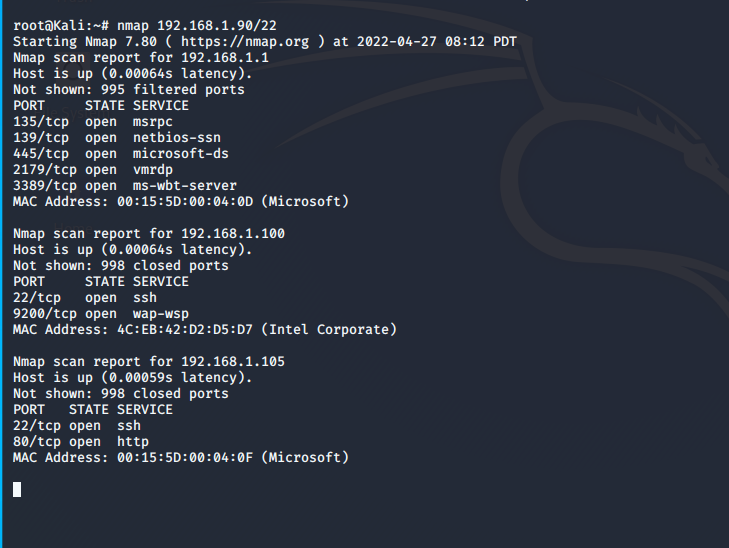 root@Kali:~# nmap 192.168.1.90/22
Starting Nmap 7.80 ( https://nmap.org ) at 2022-04-27 08:12 PDT
Nmap scan report for 192.168.1.1
Host is up (0.00064s latency).
Not shown: 995 filtered ports
PORT     STATE SERVICE
135/tcp  open  msrpc
139/tcp  open  netbios-ssn
445/tcp  open  microsoft-ds
2179/tcp open  vmrdp
3389/tcp open  ms-wbt-server
MAC Address: 00:15:5D:00:04:0D (Microsoft)

Nmap scan report for 192.168.1.100
Host is up (0.00064s latency).
Not shown: 998 closed ports
PORT     STATE SERVICE
22/tcp   open  ssh
9200/tcp open  wap-wsp
MAC Address: 4C:EB:42:D2:D5:D7 (Intel Corporate)

Nmap scan report for 192.168.1.105
Host is up (0.00059s latency).
Not shown: 998 closed ports
PORT   STATE SERVICE
22/tcp open  ssh
80/tcp open  http
MAC Address: 00:15:5D:00:04:0F (Microsoft)